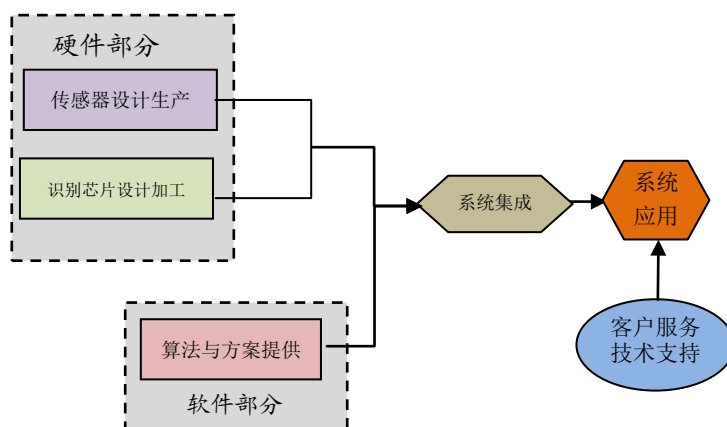 硬件部分
传感器设计生产
识别芯片设计加工
系统集成
系统
应用
客户服务
技术支持
算法与方案提供
软件部分